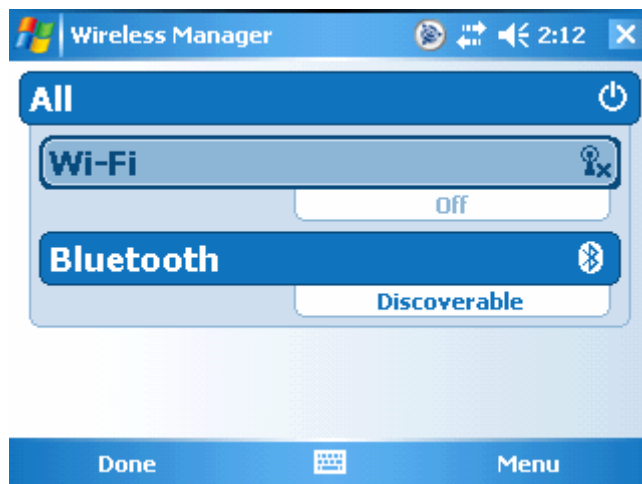 Wireless Manager 2:12
All
Wi-Fi
Off
Bluetooth
Discoverable
Done Menu